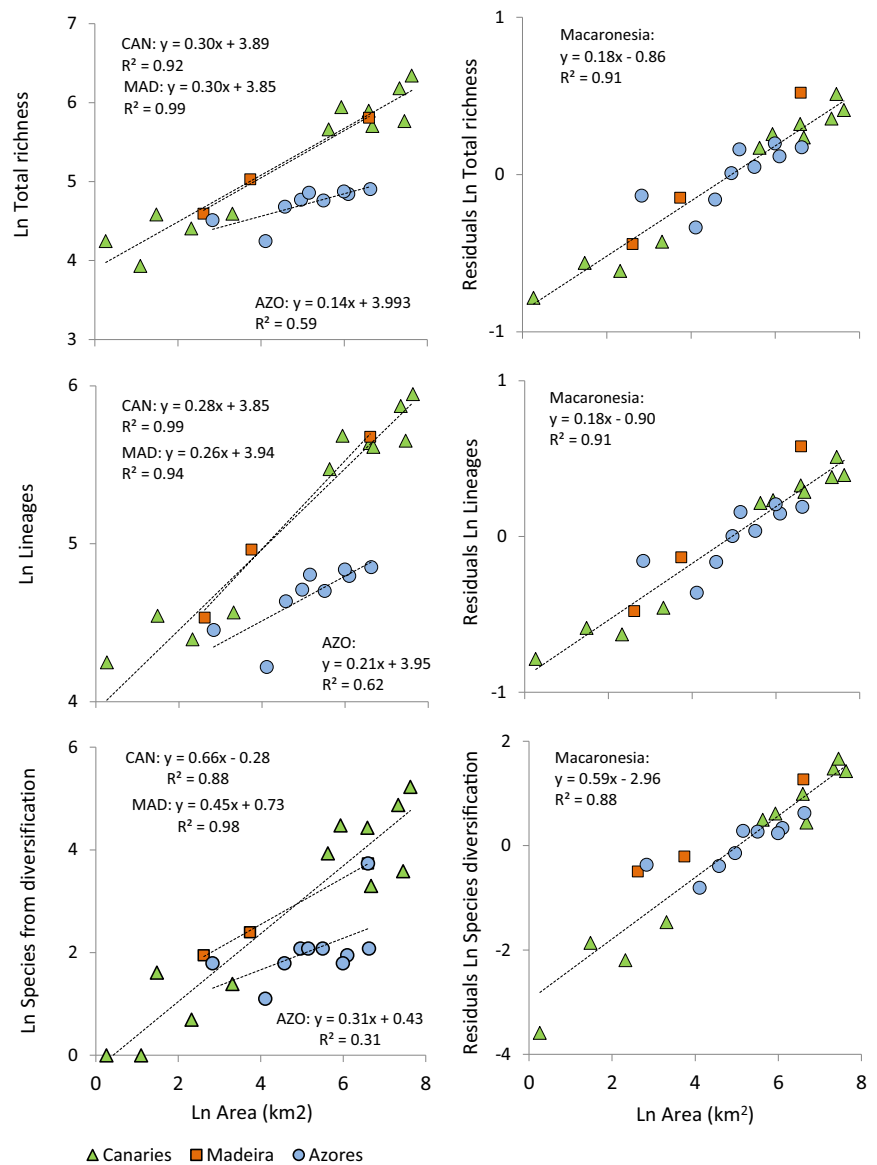 7
6
5
4
3
Ln Total richness
CAN: y = 0.30x + 3.89
R² = 0.92
MAD: y = 0.30x + 3.85
R² = 0.99
AZO: y = 0.14x + 3.993
R² = 0.59
1
0
-1
Residuals Ln Total richness
Macaronesia:
y = 0.18x - 0.86
R² = 0.91
6
5
4
Ln Lineages
CAN: y = 0.28x + 3.85
R² = 0.99
MAD: y = 0.26x + 3.94
R² = 0.94
AZO:
y = 0.21x + 3.95
R² = 0.62
1
0
-1
Residuals Ln Lineages
Macaronesia:
y = 0.18x - 0.90
R² = 0.91
6
4
2
0
Ln Species from diversification
CAN: y = 0.66x - 0.28
R² = 0.88
MAD: y = 0.45x + 0.73
R² = 0.98
AZO: y = 0.31x + 0.43
R² = 0.31
0 2 4 6 8
Ln Area (km2)
2
0
-2
-4
Residuals Ln Species diversification
Macaronesia:
y = 0.59x - 2.96
R² = 0.88
0 2 4 6 8
Ln Area (km²)
Canaries Madeira Azores